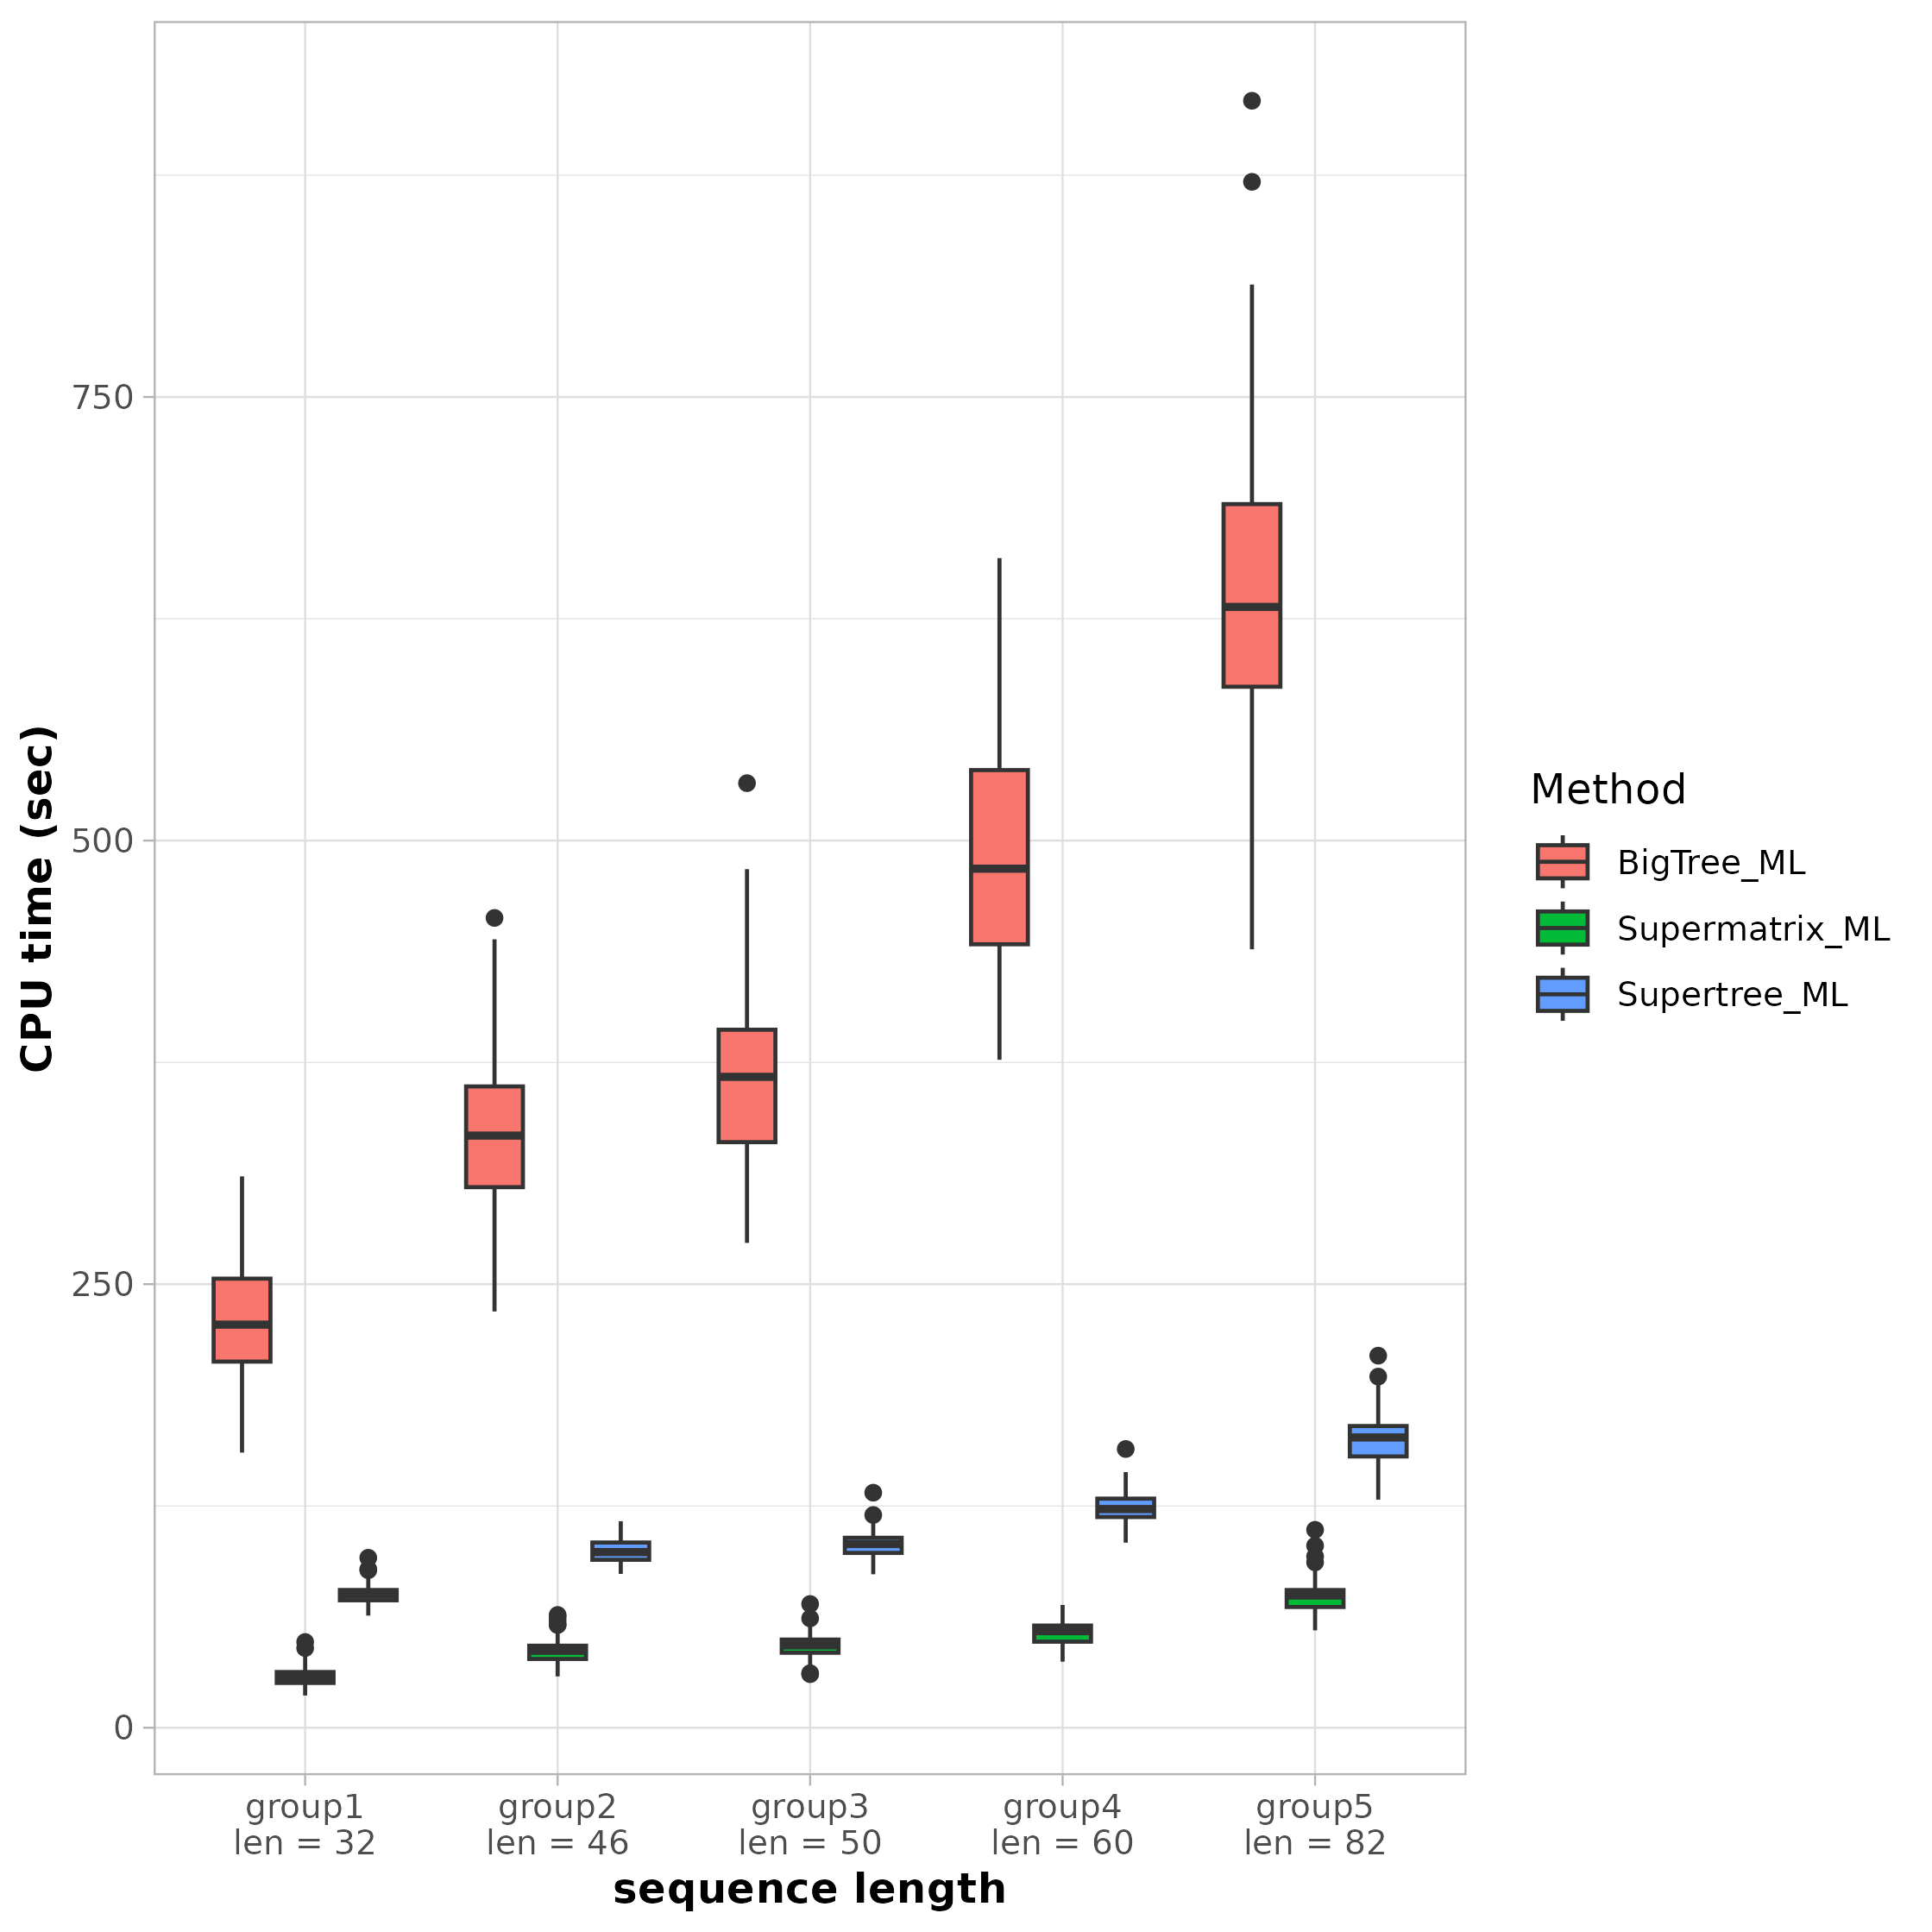 CPU time (sec)
750
500
250
0
group1
len = 32
group2
len = 46
group3
len = 50
group4
len = 60
group5
len = 82
sequence length
Method
BigTree_ML
Supermatrix_ML
Supertree_ML